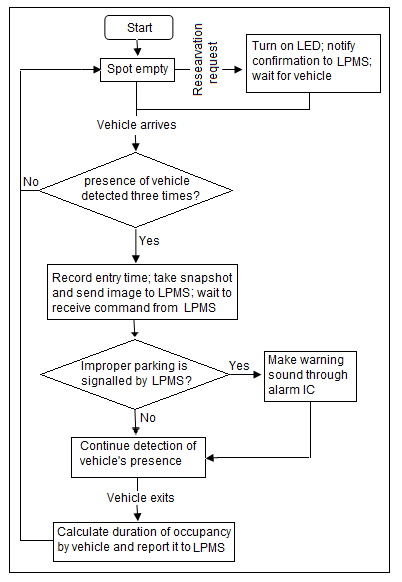 Start
Spot empty
Researvation
request
Turn on LED; notify
confirmation to LPMS;
wait for vehicle
Vehicle arrives
No
presence of vehicle
detected three times?
Yes
Record entry time; take snapshot
and send image to LPMS; wait to
receive command from LPMS
Improper parking is
signalled by LPMS?
Yes
Make warning
sound through
alarm IC
No
Continue detection of
vehicle's presence
Vehicle exits
Calculate duration of occupancy
by vehicle and report it to LPMS